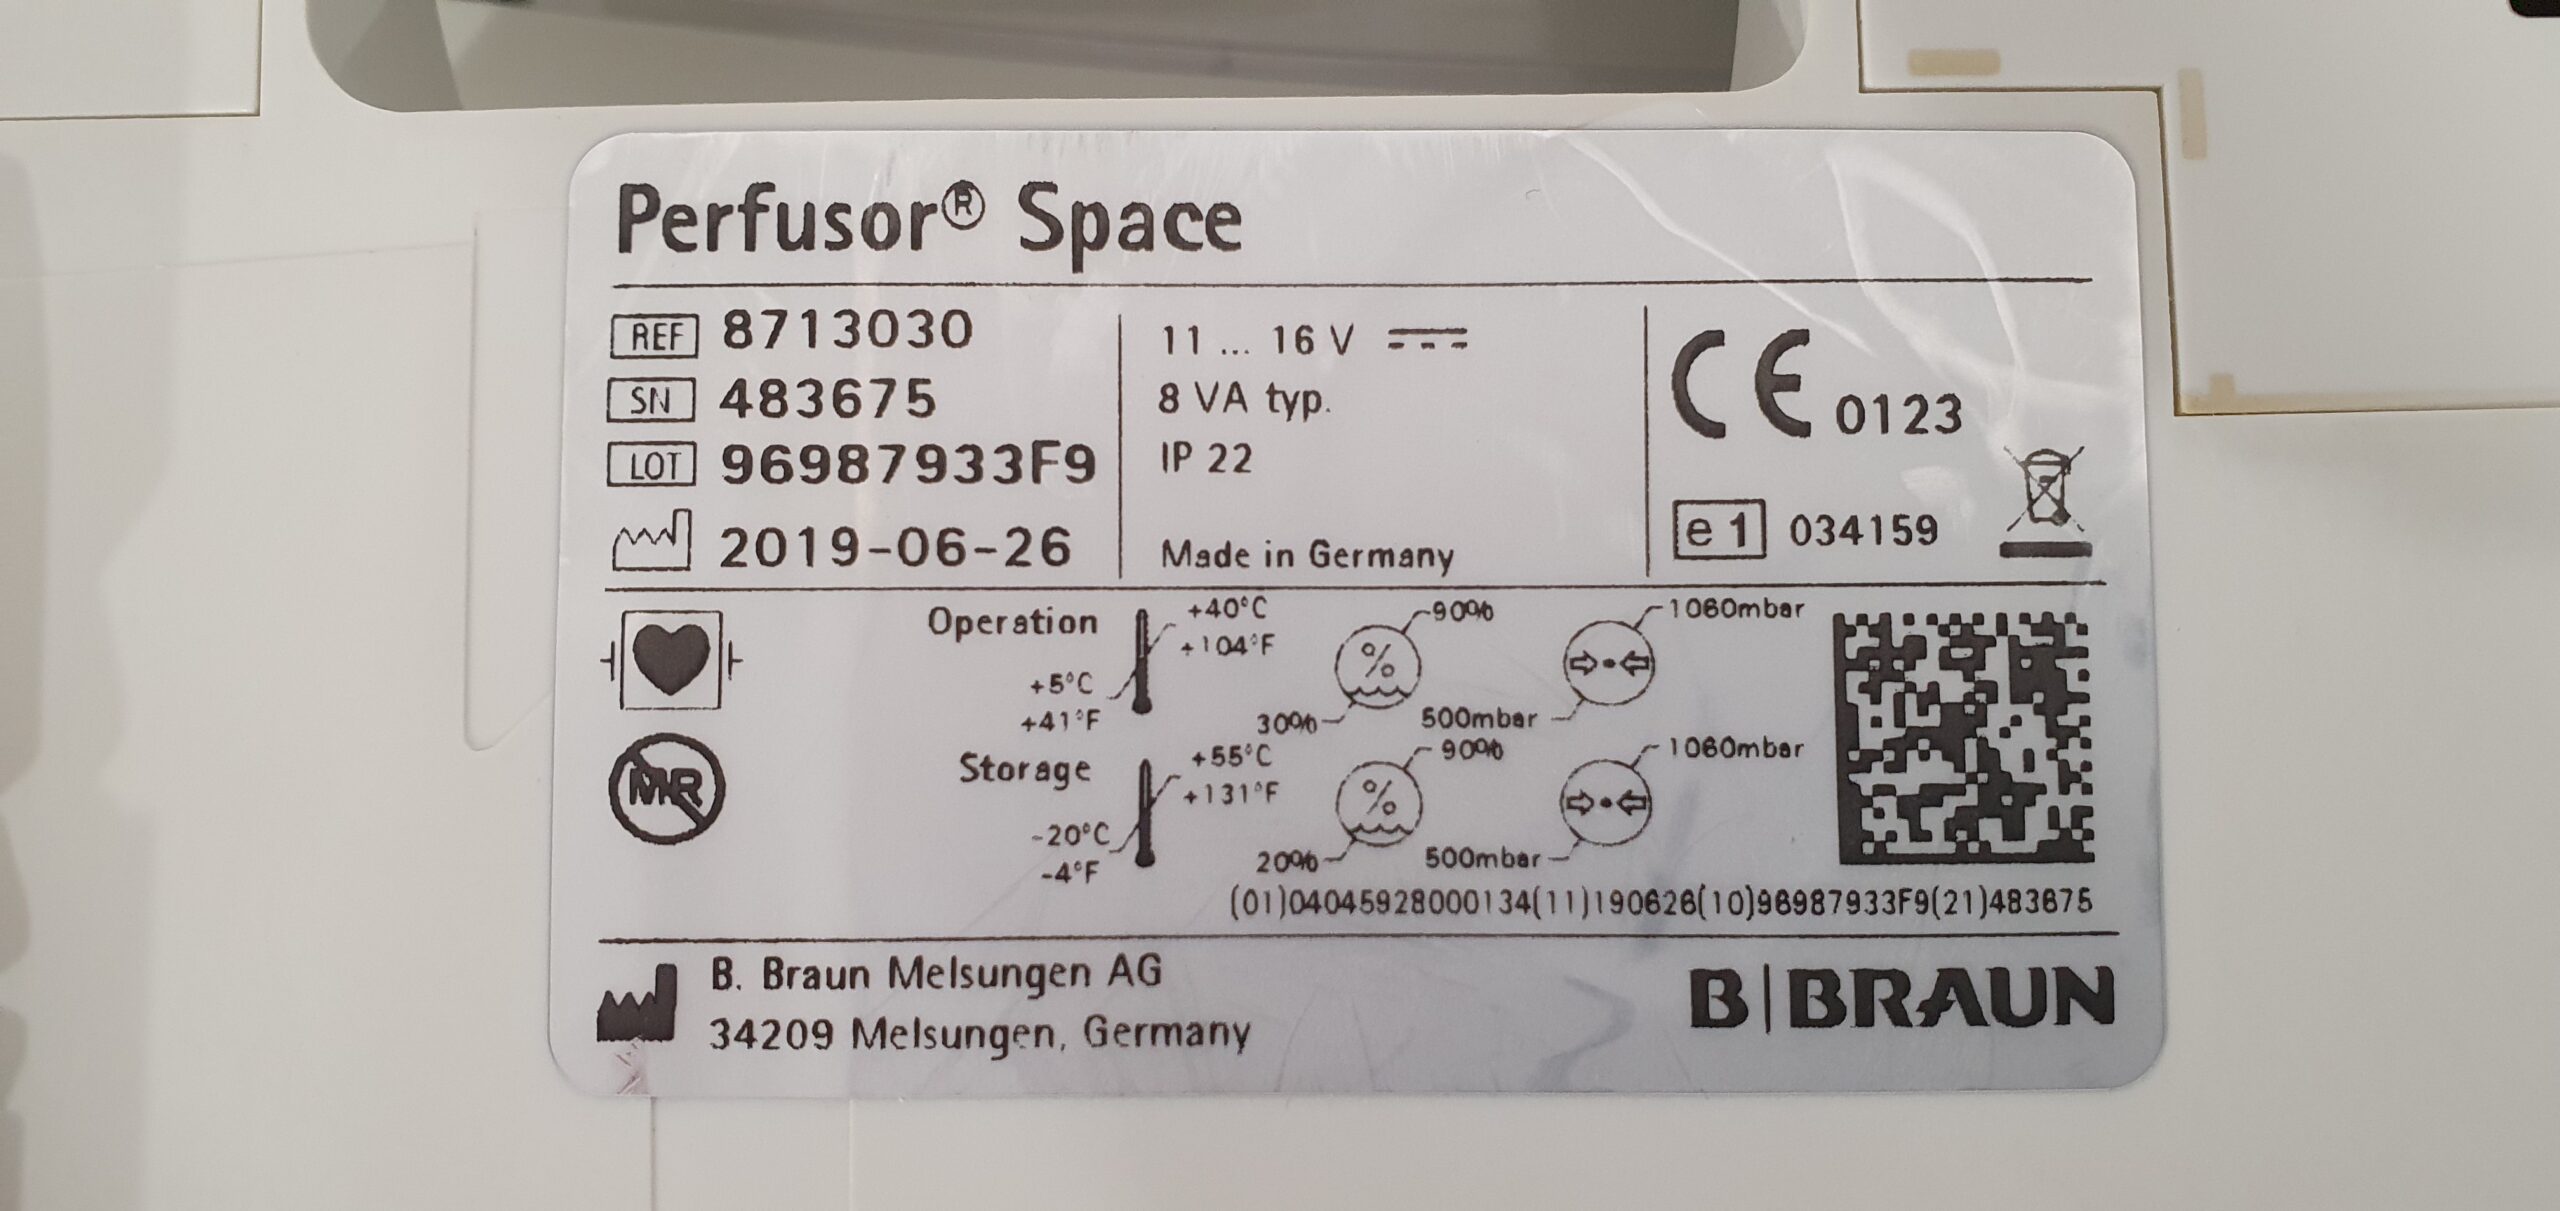 Perfusor® Space
REF 8713030
SN 483675
LOT 96987933F9
2019-06-26
11 ... 16 V
8 VA typ.
IP 22
Made in Germany
CE 0123
e1 034159
Operation
+40°C
+104°F
+5°C
+41°F
90%
30%
1060mbar
500mbar
Storage
+55°C
+131°F
-20°C
-4°F
90%
20%
1060mbar
500mbar
MR
(01)04045928000134(11)190626(10)96987933F9(21)483675
B. Braun Melsungen AG
34209 Melsungen, Germany
B|BRAUN